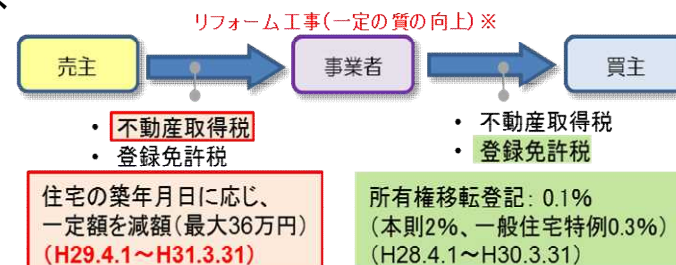 リフォーム工事(一定の質の向上)※
売主
事業者
買主
・ 不動産取得税
・ 登録免許税
・ 不動産取得税
・ 登録免許税
住宅の築年月日に応じ、
一定額を減額(最大36万円)
(H29.4.1～H31.3.31)
所有権移転登記: 0.1%
(本則2%、一般住宅特例0.3%)
(H28.4.1～H30.3.31)